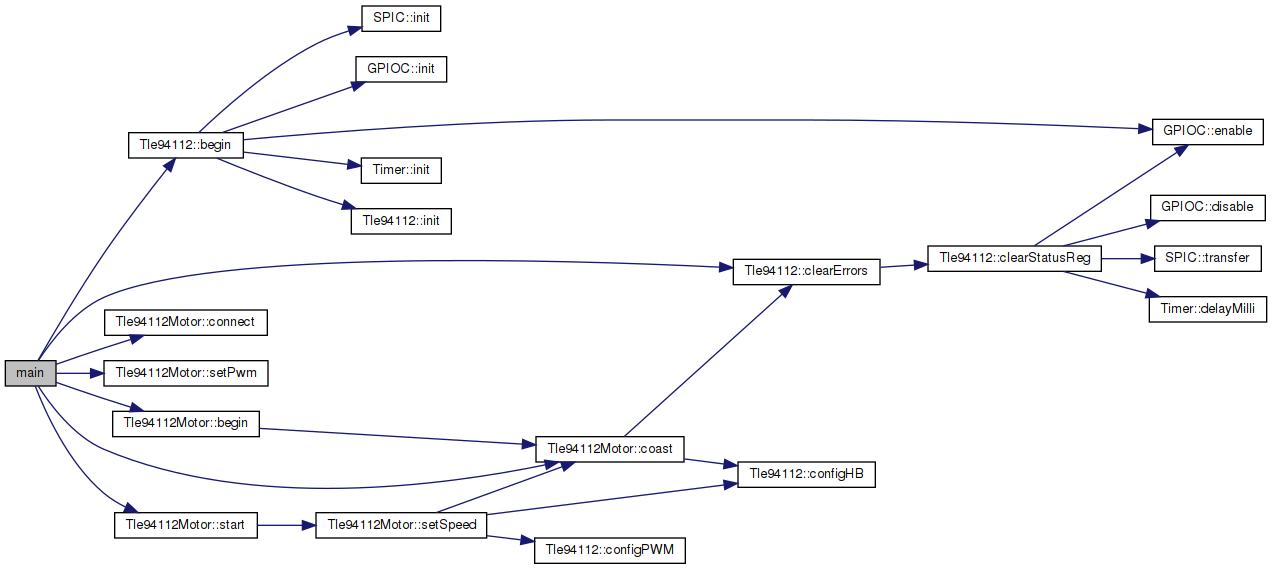 SPIC::init
GPIOC::init
Tle94112::begin
GPIOC::enable
Timer::init
Tle94112::init
GPIOC::disable
Tle94112::clearErrors
Tle94112::clearStatusReg
SPIC::transfer
Timer::delayMilli
Tle94112Motor::connect
main
Tle94112Motor::setPwm
Tle94112Motor::begin
Tle94112Motor::coast
Tle94112::configHB
Tle94112Motor::start
Tle94112Motor::setSpeed
Tle94112::configPWM